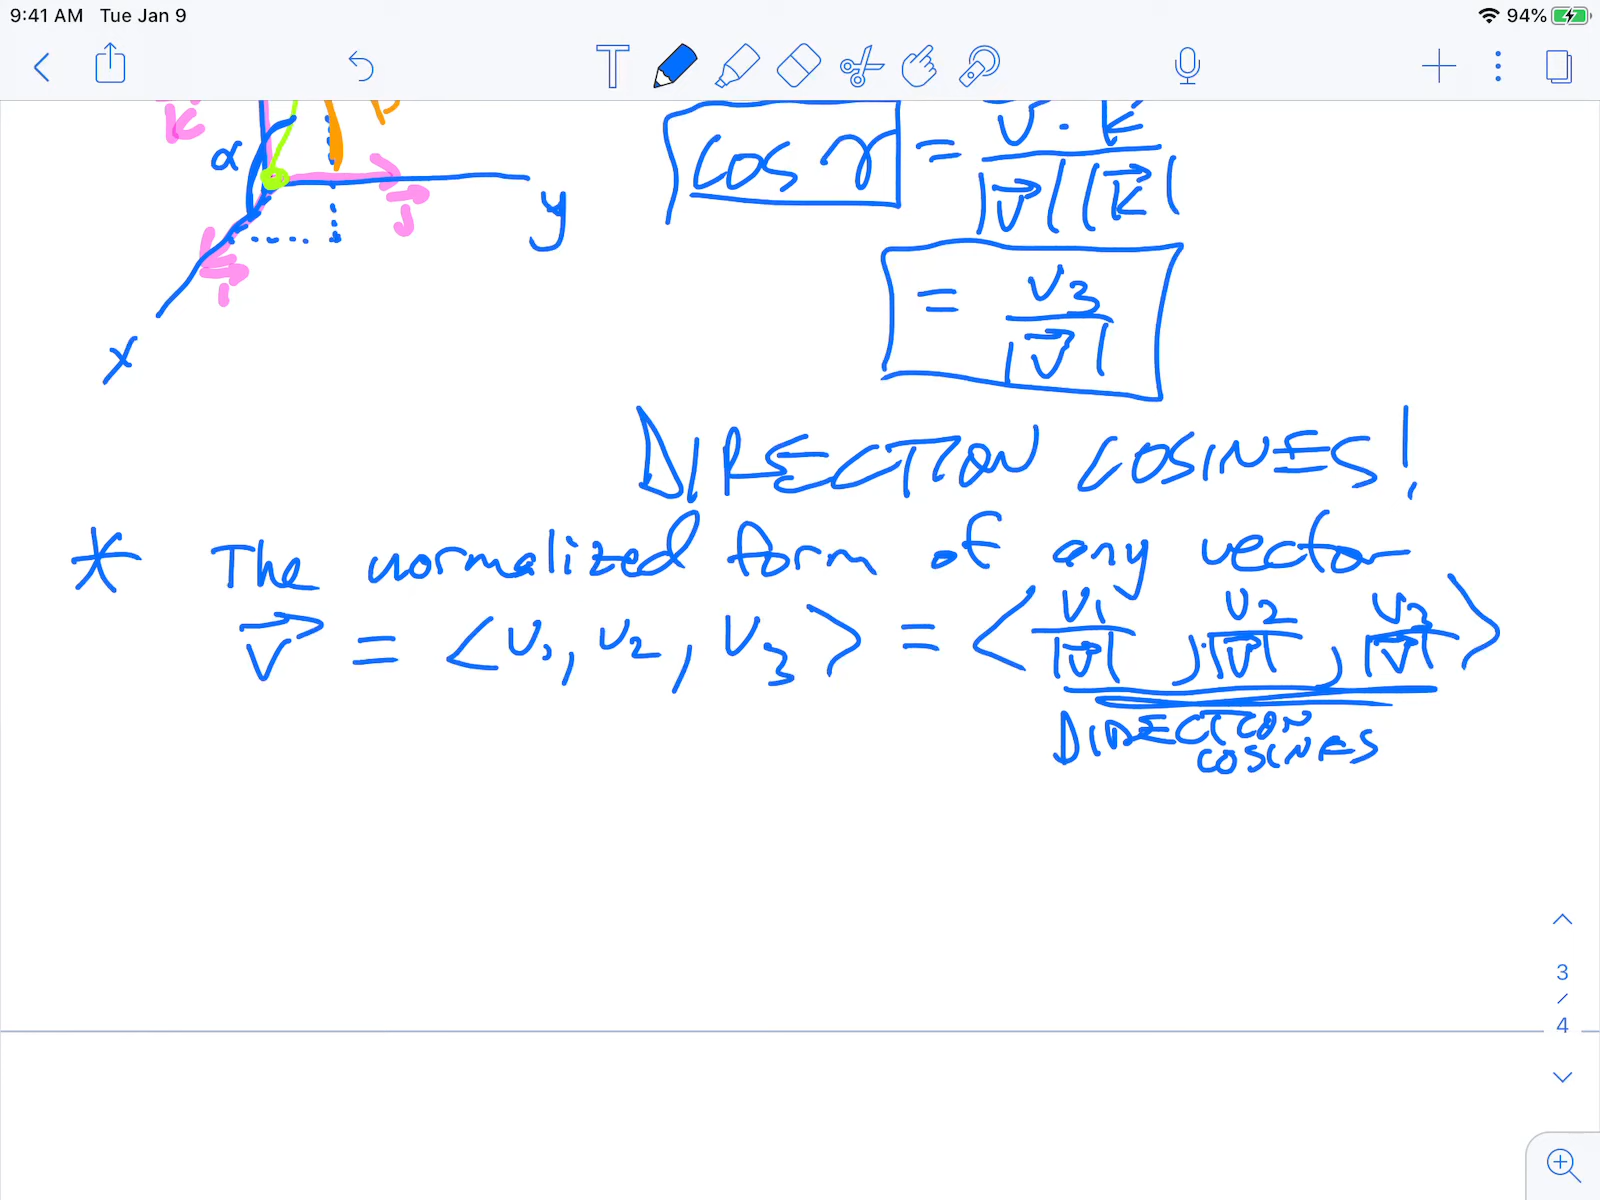 9:41 AM Tue Jan 9
94%
T
k⃗
β
α
y
j⃗
i⃗
x
cos γ = v⃗ · k⃗ / |v⃗||k⃗|
= v₃ / |v⃗|
DIRECTION COSINES!
* The normalized form of any vector
v⃗ = <v₁, v₂, v₃> = <v₁/|v⃗|, v₂/|v⃗|, v₃/|v⃗|>
DIRECTION
COSINES
3
/
4